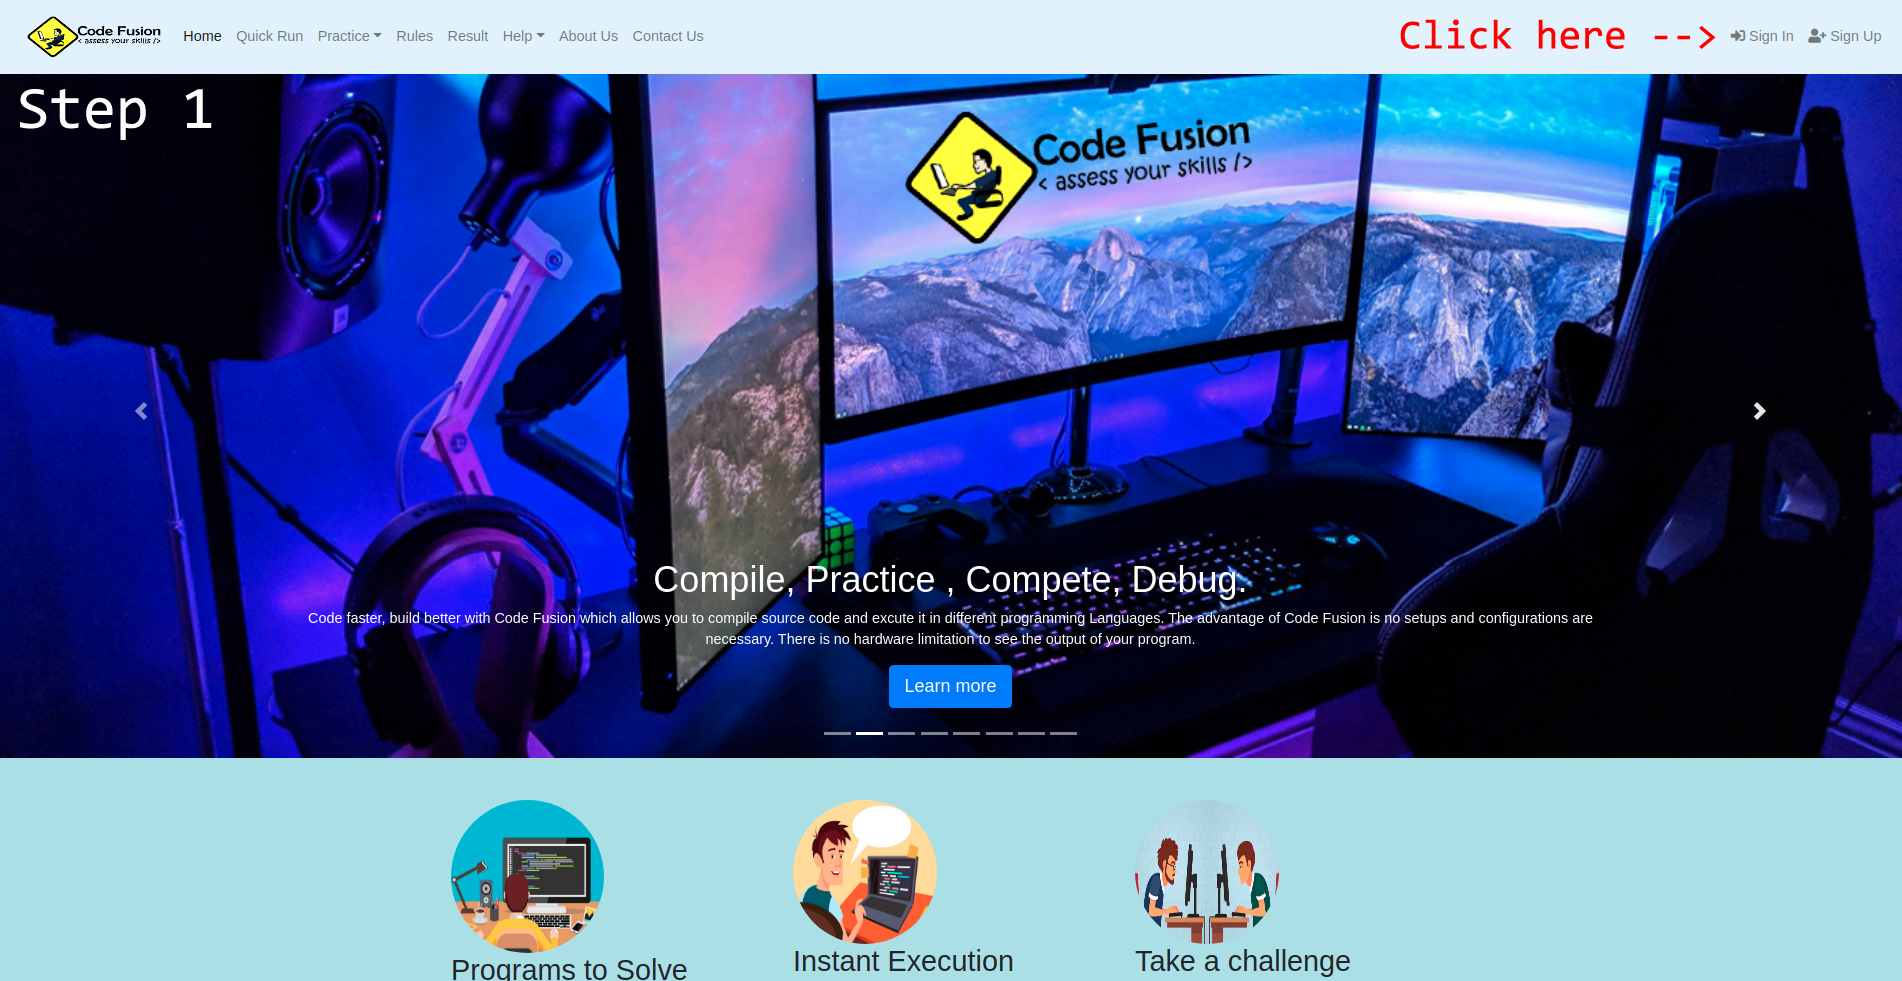 Code Fusion
< assess your skills />
Home Quick Run Practice Rules Result Help About Us Contact Us
Click here --> Sign In Sign Up
Step 1
Code Fusion
< assess your skills />
Compile, Practice , Compete, Debug.
Code faster, build better with Code Fusion which allows you to compile source code and excute it in different programming Languages. The advantage of Code Fusion is no setups and configurations are
necessary. There is no hardware limitation to see the output of your program.
Learn more
Programs to Solve
Instant Execution
Take a challenge